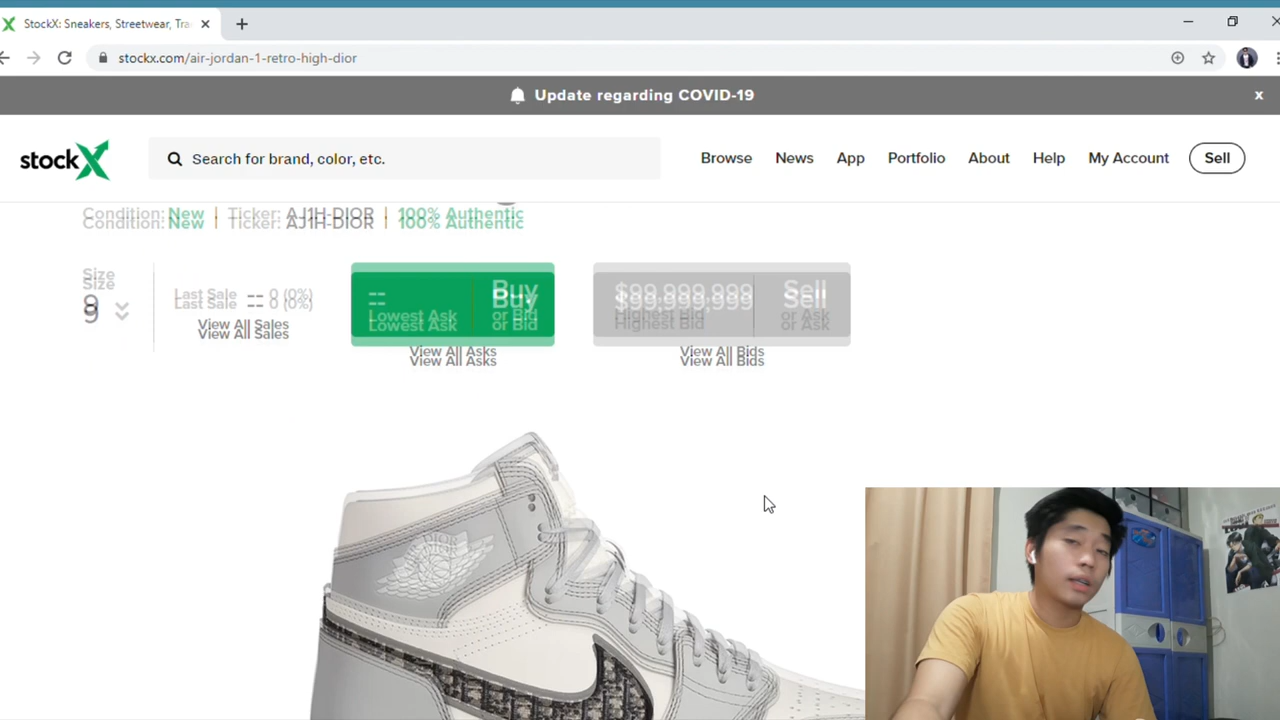 StockX: Sneakers, Streetwear, Tra
stockx.com/air-jordan-1-retro-high-dior
Update regarding COVID-19
x
stockX
Search for brand, color, etc.
Browse
News
App
Portfolio
About
Help
My Account
Sell
Condition: New | Ticker: AJ1H-DIOR | 100% Authentic
Size
9
Last Sale -- 0 (0%)
View All Sales
--
Lowest Ask
Buy
or Bid
View All Asks
$99,999,999
Highest Bid
Sell
or Ask
View All Bids